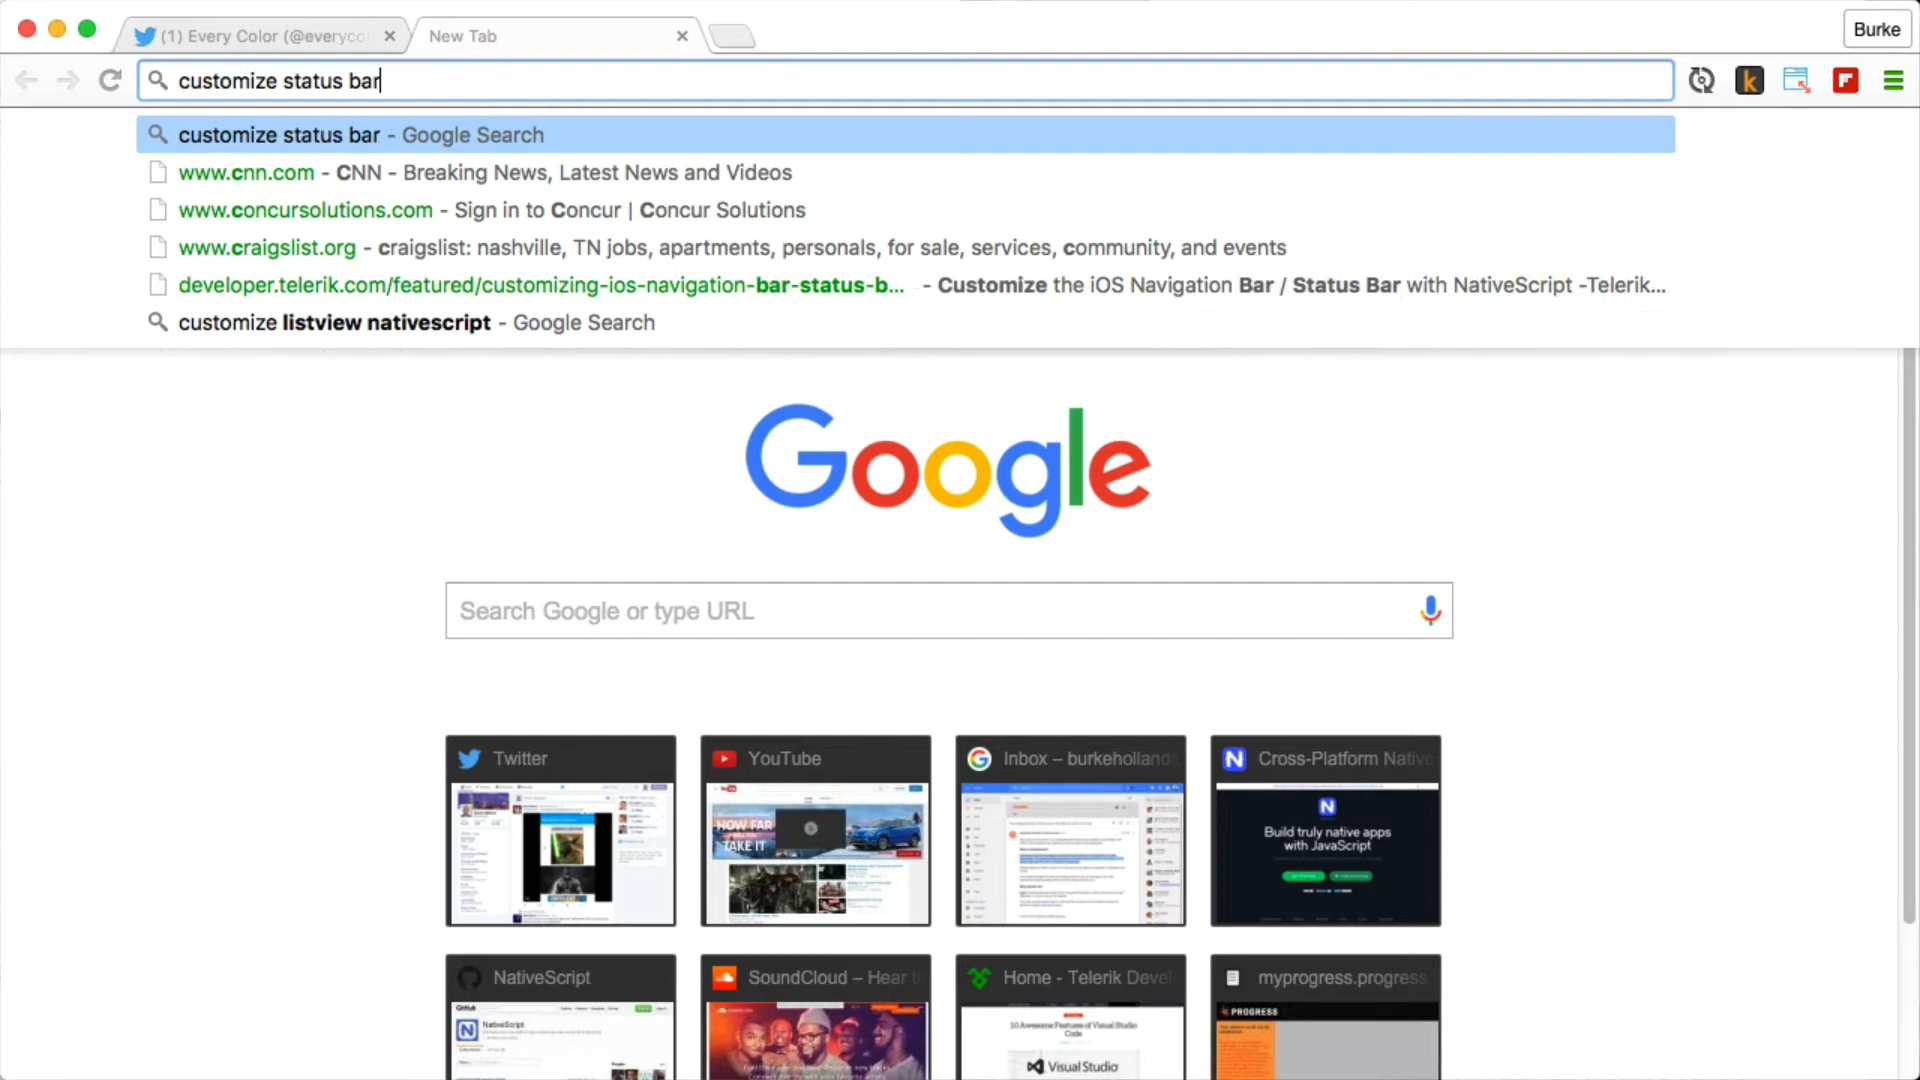 (1) Every Color (@everyco
New Tab
Burke
customize status bar
customize status bar - Google Search
www.cnn.com - CNN - Breaking News, Latest News and Videos
www.concursolutions.com - Sign in to Concur | Concur Solutions
www.craigslist.org - craigslist: nashville, TN jobs, apartments, personals, for sale, services, community, and events
developer.telerik.com/featured/customizing-ios-navigation-bar-status-b... - Customize the iOS Navigation Bar / Status Bar with NativeScript -Telerik...
customize listview nativescript - Google Search
Google
Search Google or type URL
Twitter
YouTube
Inbox – burkeholland
Cross-Platform Native
HOW FAR
TAKE IT
Build truly native apps
with JavaScript
NativeScript
SoundCloud – Hear th
Home - Telerik Devel
myprogress.progress
GitHub
NativeScript
10 Awesome Features of Visual Studio
Code
Visual Studio
PROGRESS